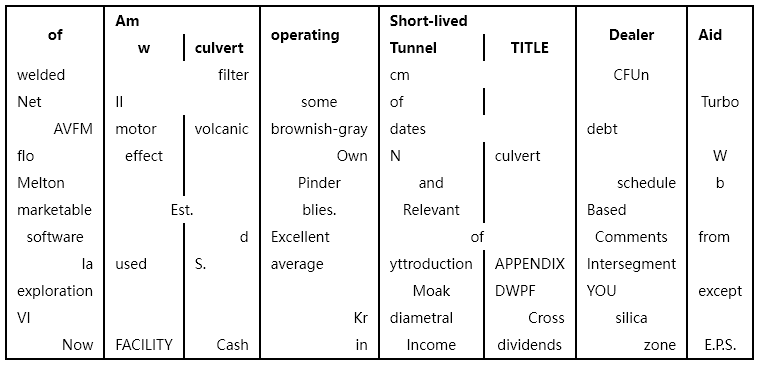 of Am operating Short-lived Dealer Aid
w culvert Tunnel TITLE
welded filter cm CFUn
Net II some of Turbo
AVFM motor volcanic brownish-gray dates debt
flo effect Own N culvert W
Melton Pinder and schedule b
marketable Est. blies. Relevant Based
software d Excellent of Comments from
la used S. average yttroduction APPENDIX Intersegment
exploration Moak DWPF YOU except
VI Kr diametral Cross silica
Now FACILITY Cash in Income dividends zone E.P.S.